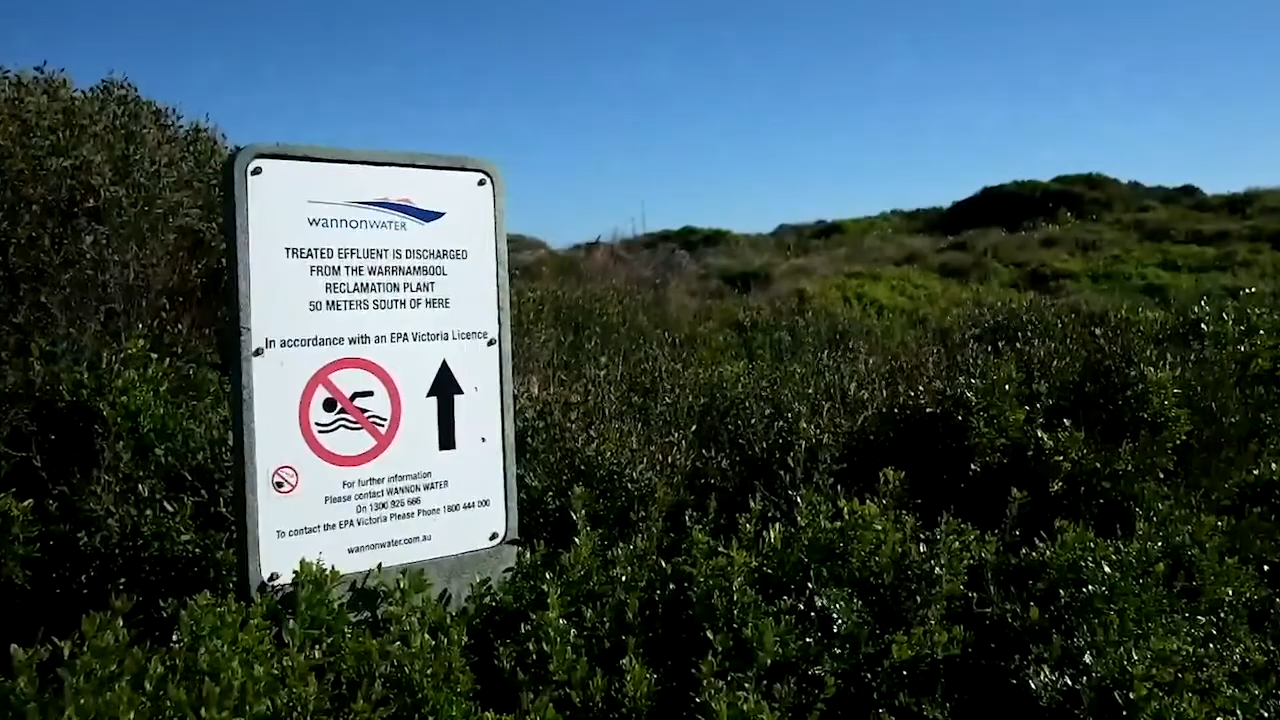 wannonWATER
TREATED EFFLUENT IS DISCHARGED
FROM THE WARRNAMBOOL
RECLAMATION PLANT
50 METERS SOUTH OF HERE
In accordance with an EPA Victoria Licence
For further information
Please contact WANNON WATER
On 1300 926 666
To contact the EPA Victoria Please Phone 1800 444 000
wannonwater.com.au